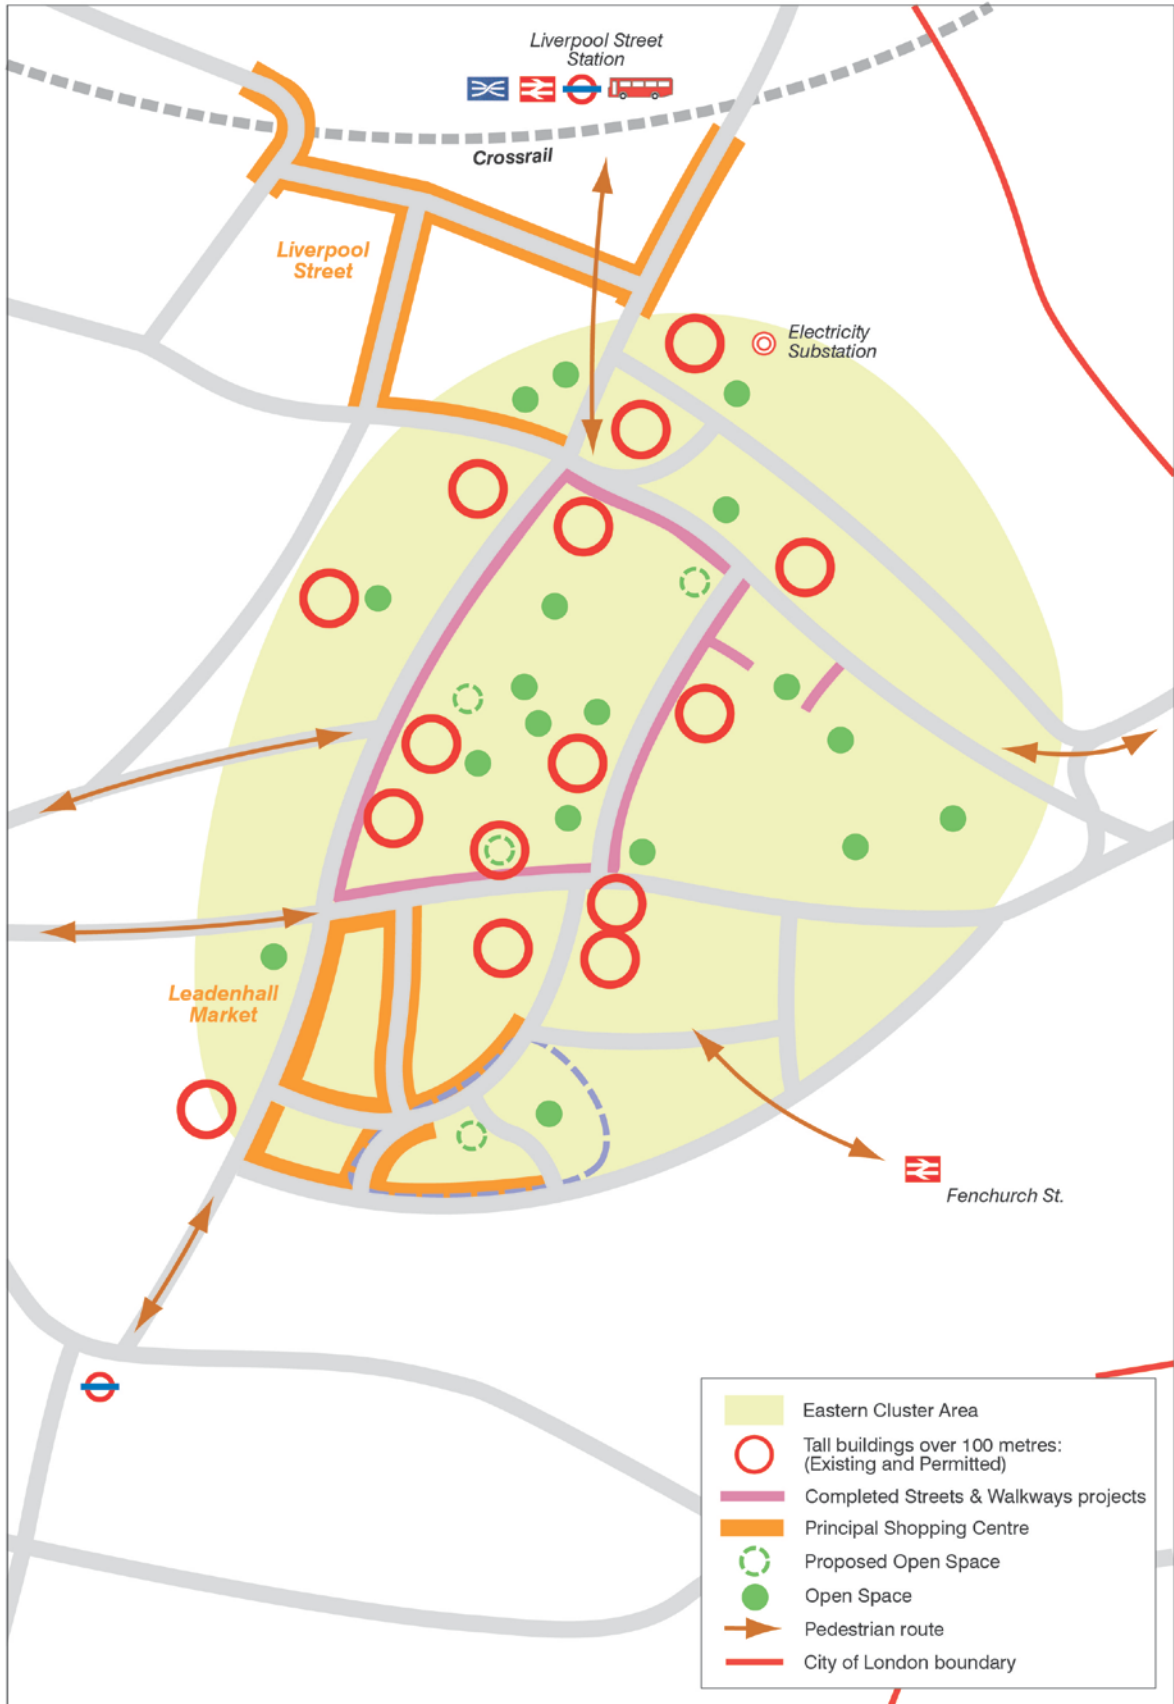 Liverpool Street
Station
Crossrail
Liverpool
Street
Electricity
Substation
Leadenhall
Market
Fenchurch St.
Eastern Cluster Area
Tall buildings over 100 metres:
(Existing and Permitted)
Completed Streets & Walkways projects
Principal Shopping Centre
Proposed Open Space
Open Space
Pedestrian route
City of London boundary